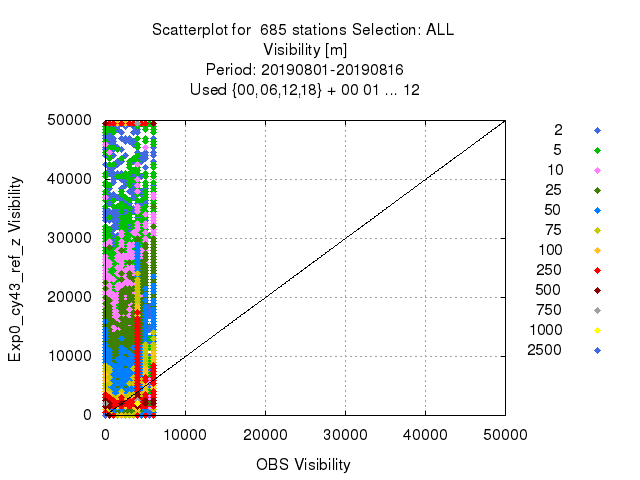 Scatterplot for 685 stations Selection: ALL
Visibility [m]
Period: 20190801-20190816
Used {00,06,12,18} + 00 01 ... 12
Exp0_cy43_ref_z Visibility
50000
40000
30000
20000
10000
0
0 10000 20000 30000 40000 50000
OBS Visibility
2
5
10
25
50
75
100
250
500
750
1000
2500